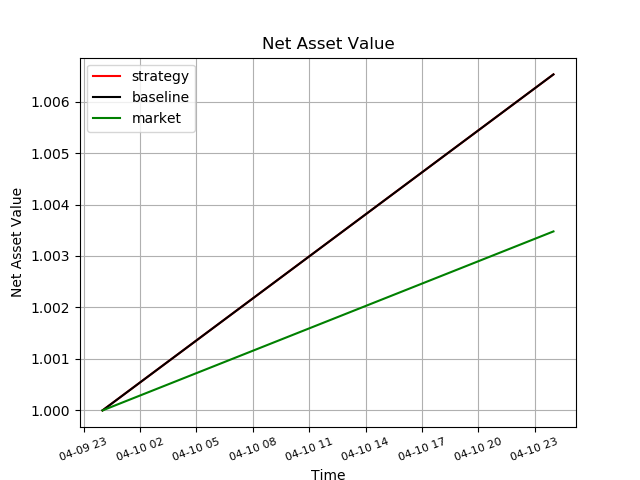 Net Asset Value
strategy
baseline
market
1.006
1.005
1.004
1.003
1.002
1.001
1.000
Net Asset Value
04-09 23
04-10 02
04-10 05
04-10 08
04-10 11
04-10 14
04-10 17
04-10 20
04-10 23
Time